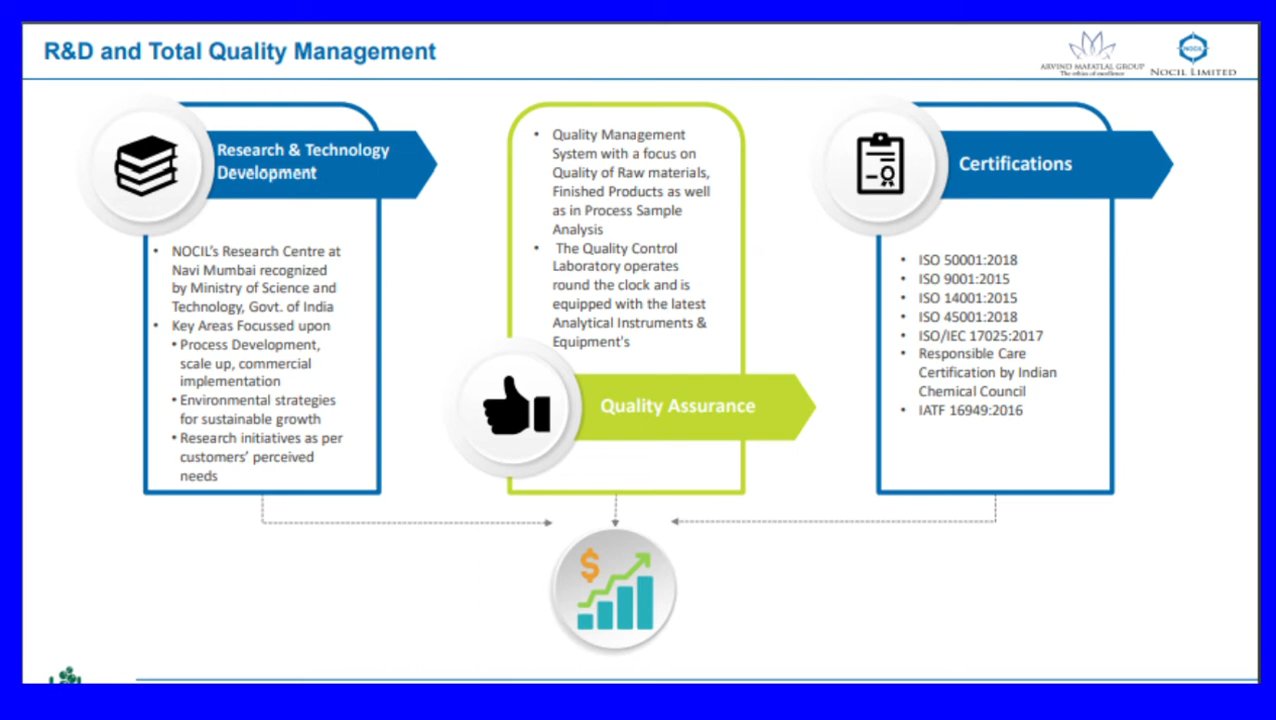 R&D and Total Quality Management
ARVIND MAFATLAL GROUP
The ethics of excellence
NOCIL
NOCIL LIMITED
Research & Technology
Development
• NOCIL's Research Centre at
Navi Mumbai recognized
by Ministry of Science and
Technology, Govt. of India
• Key Areas Focussed upon
• Process Development,
scale up, commercial
implementation
• Environmental strategies
for sustainable growth
• Research initiatives as per
customers' perceived
needs
• Quality Management
System with a focus on
Quality of Raw materials,
Finished Products as well
as in Process Sample
Analysis
• The Quality Control
Laboratory operates
round the clock and is
equipped with the latest
Analytical Instruments &
Equipment's
Quality Assurance
Certifications
• ISO 50001:2018
• ISO 9001:2015
• ISO 14001:2015
• ISO 45001:2018
• ISO/IEC 17025:2017
• Responsible Care
Certification by Indian
Chemical Council
• IATF 16949:2016
$